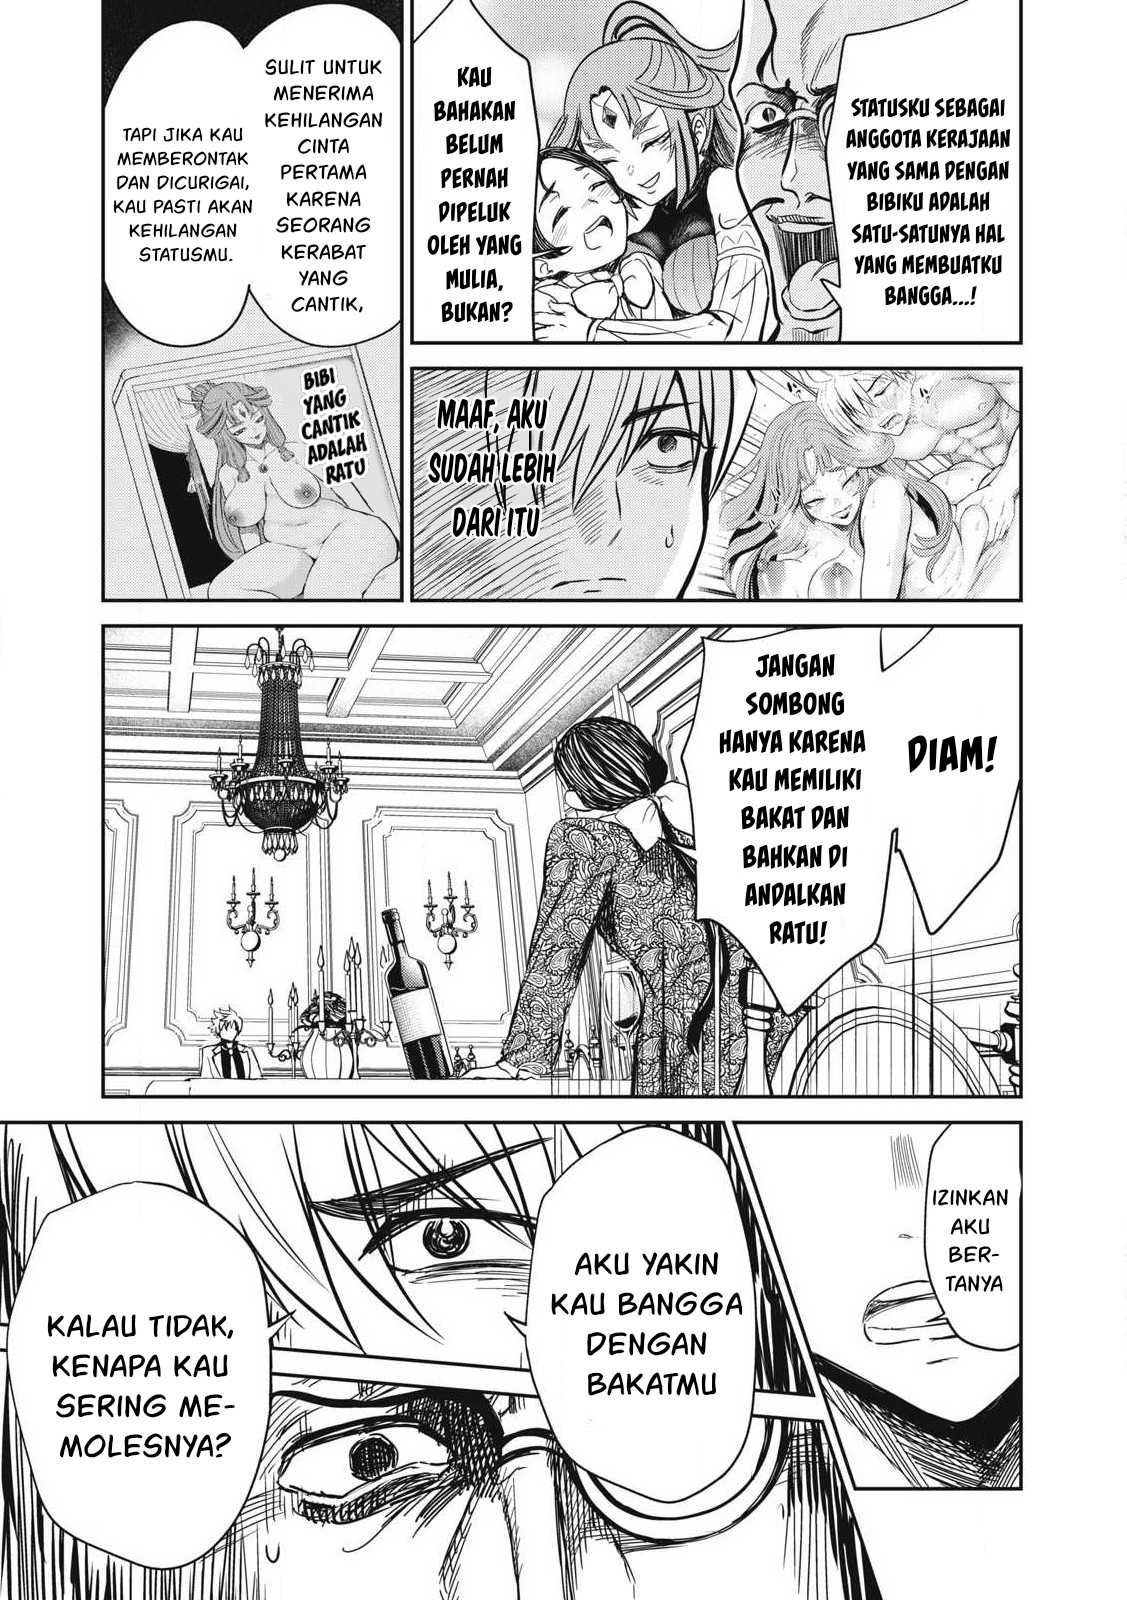 STATUSKU SEBAGAI
ANGGOTA KERAJAAN
YANG SAMA DENGAN
BIBIKU ADALAH
SATU-SATUNYA HAL
YANG MEMBUATKU
BANGGA...!
KAU
BAHAKAN
BELUM
PERNAH
DIPELUK
OLEH YANG
MULIA,
BUKAN?
SULIT UNTUK
MENERIMA
KEHILANGAN
CINTA
PERTAMA
KARENA
SEORANG
KERABAT
YANG
CANTIK,
TAPI JIKA KAU
MEMBERONTAK
DAN DICURIGAI,
KAU PASTI AKAN
KEHILANGAN
STATUSMU.
BIBI
YANG
CANTIK
ADALAH
RATU
MAAF, AKU
SUDAH LEBIH
DARI ITU
DIAM!
JANGAN
SOMBONG
HANYA KARENA
KAU MEMILIKI
BAKAT DAN
BAHKAN DI
ANDALKAN
RATU!
IZINKAN
AKU
BER-
TANYA
AKU YAKIN
KAU BANGGA
DENGAN
BAKATMU
KALAU TIDAK,
KENAPA KAU
SERING ME-
MOLESNYA?